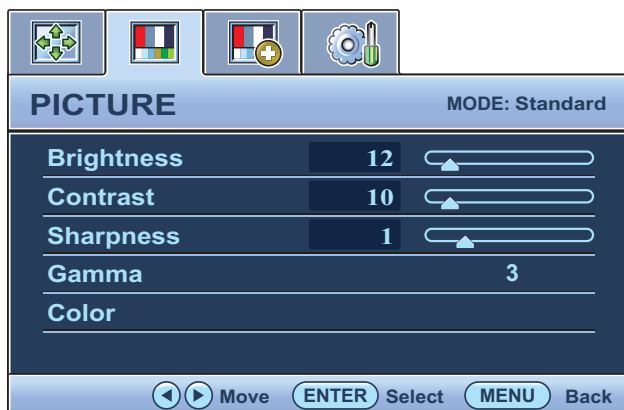 PICTURE MODE: Standard
Brightness 12
Contrast 10
Sharpness 1
Gamma 3
Color
Move ENTER Select MENU Back